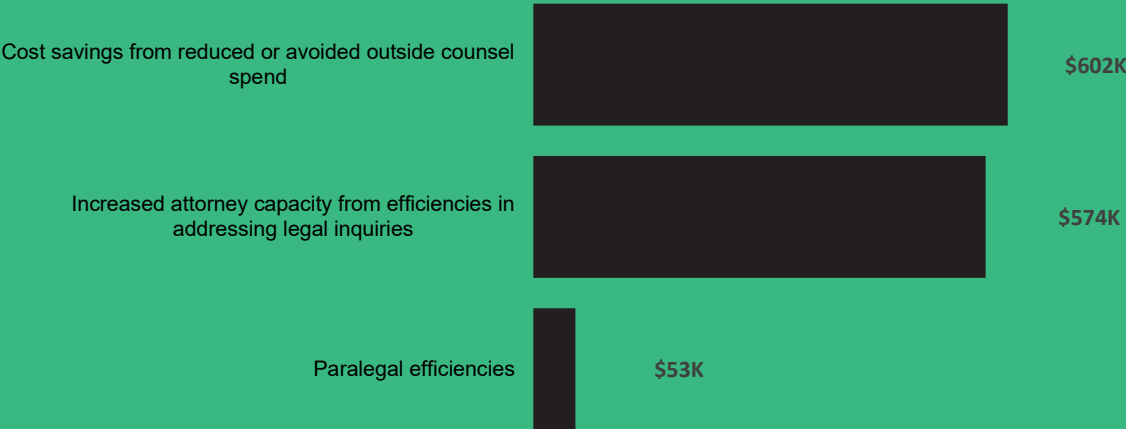 Cost savings from reduced or avoided outside counsel
spend
$602K
Increased attorney capacity from efficiencies in
addressing legal inquiries
$574K
Paralegal efficiencies
$53K